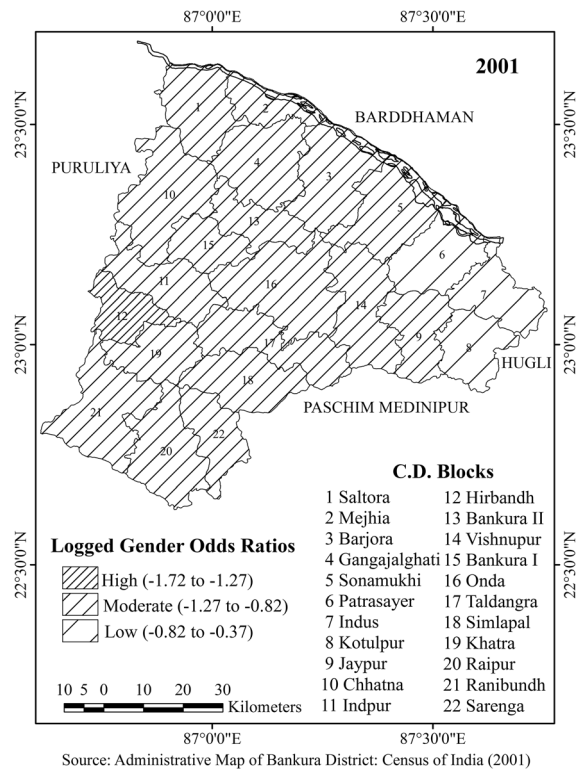 87°0'0"E 87°30'0"E
2001
23°30'0"N 23°30'0"N
BARDDHAMAN
PURULIYA
1
2
3
4
5
6
7
8
9
10
11
12
13
14
15
16
17
18
19
20
21
22
23°0'0"N 23°0'0"N
HUGLI
PASCHIM MEDINIPUR
C.D. Blocks
1 Saltora 12 Hirbandh
2 Mejhia 13 Bankura II
3 Barjora 14 Vishnupur
4 Gangajalghati 15 Bankura I
5 Sonamukhi 16 Onda
6 Patrasayer 17 Taldangra
7 Indus 18 Simlapal
8 Kotulpur 19 Khatra
9 Jaypur 20 Raipur
10 Chhatna 21 Ranibundh
11 Indpur 22 Sarenga
Logged Gender Odds Ratios
High (-1.72 to -1.27)
Moderate (-1.27 to -0.82)
Low (-0.82 to -0.37)
22°30'0"N 22°30'0"N
10 5 0 10 20 30
Kilometers
87°0'0"E 87°30'0"E
Source: Administrative Map of Bankura District: Census of India (2001)